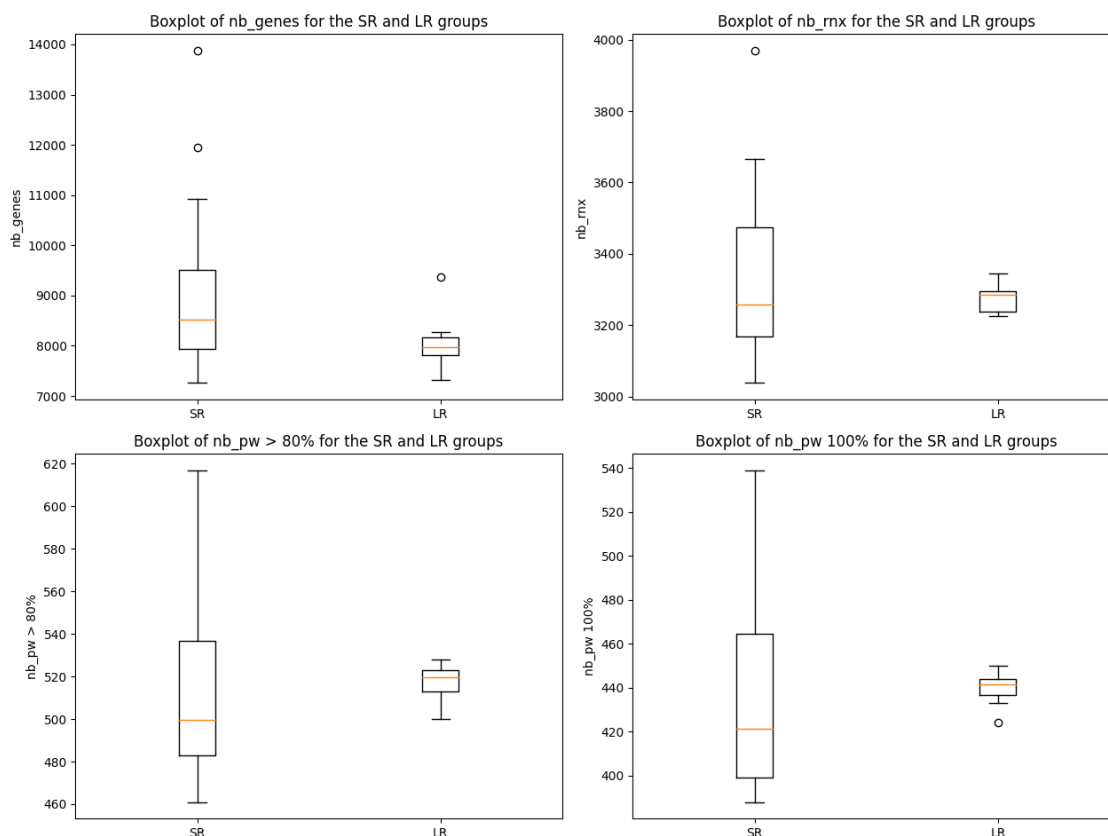 Boxplot of nb_genes for the SR and LR groups
14000
13000
12000
11000
10000
9000
8000
7000
nb_genes
SR
LR
Boxplot of nb_rnx for the SR and LR groups
4000
3800
3600
3400
3200
3000
nb_rnx
SR
LR
Boxplot of nb_pw > 80% for the SR and LR groups
620
600
580
560
540
520
500
480
460
nb_pw > 80%
SR
LR
Boxplot of nb_pw 100% for the SR and LR groups
540
520
500
480
460
440
420
400
nb_pw 100%
SR
LR